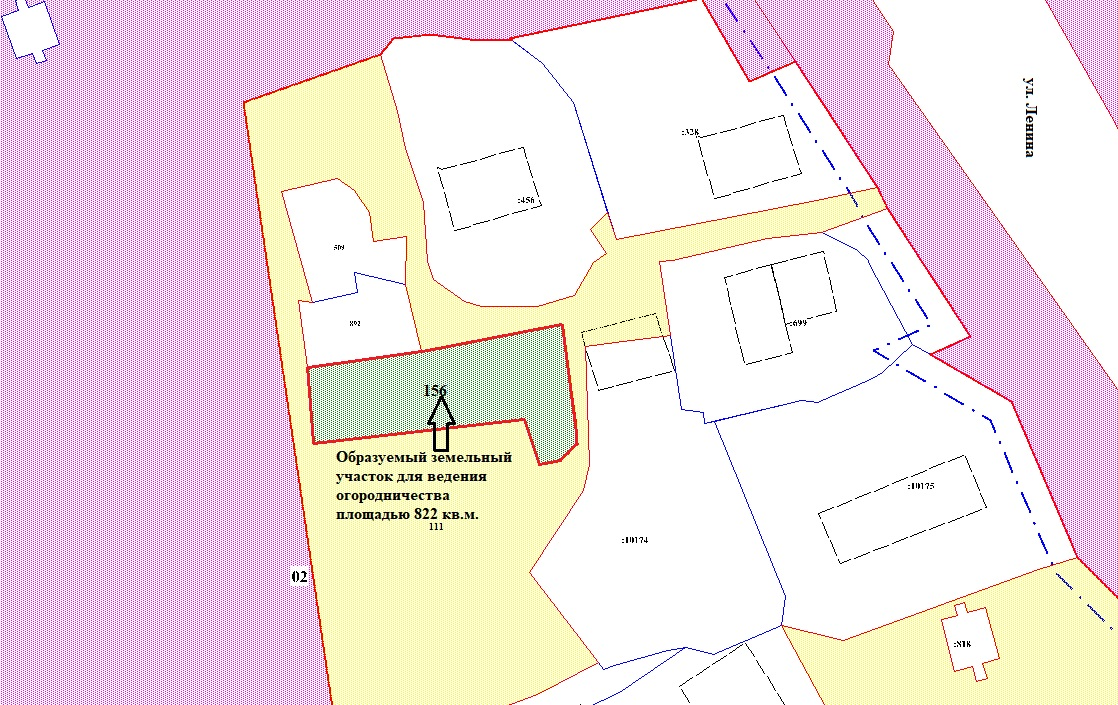 ул. Ленина
:328
:456
509
:699
892
156
Образуемый земельный
участок для ведения
огородничества
площадью 822 кв.м.
111
:10175
:10174
02
:818